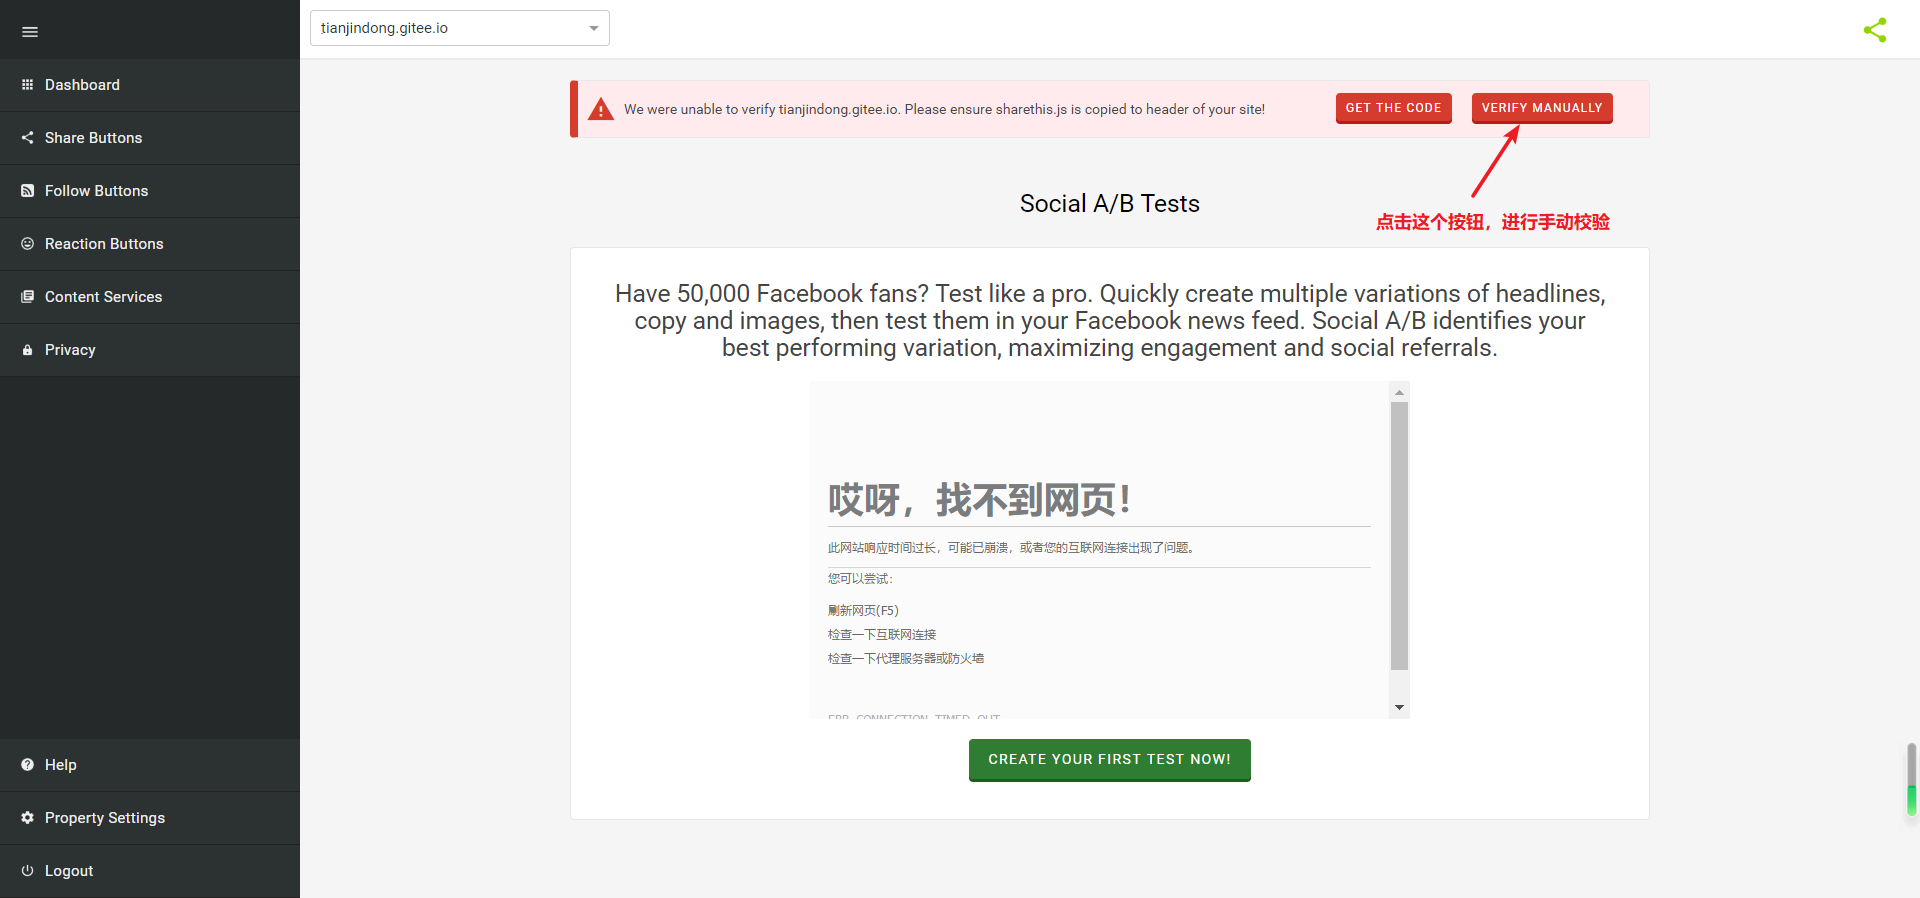 tianjindong.gitee.io
Dashboard
Share Buttons
Follow Buttons
Reaction Buttons
Content Services
Privacy
Help
Property Settings
Logout
We were unable to verify tianjindong.gitee.io. Please ensure sharethis.js is copied to header of your site!
GET THE CODE
VERIFY MANUALLY
点击这个按钮，进行手动校验
Social A/B Tests
Have 50,000 Facebook fans? Test like a pro. Quickly create multiple variations of headlines,
copy and images, then test them in your Facebook news feed. Social A/B identifies your
best performing variation, maximizing engagement and social referrals.
哎呀，找不到网页！
此网站响应时间过长，可能已崩溃，或者您的互联网连接出现了问题。
您可以尝试：
刷新网页(F5)
检查一下互联网连接
检查一下代理服务器或防火墙
ERR_CONNECTION_TIMED_OUT
CREATE YOUR FIRST TEST NOW!